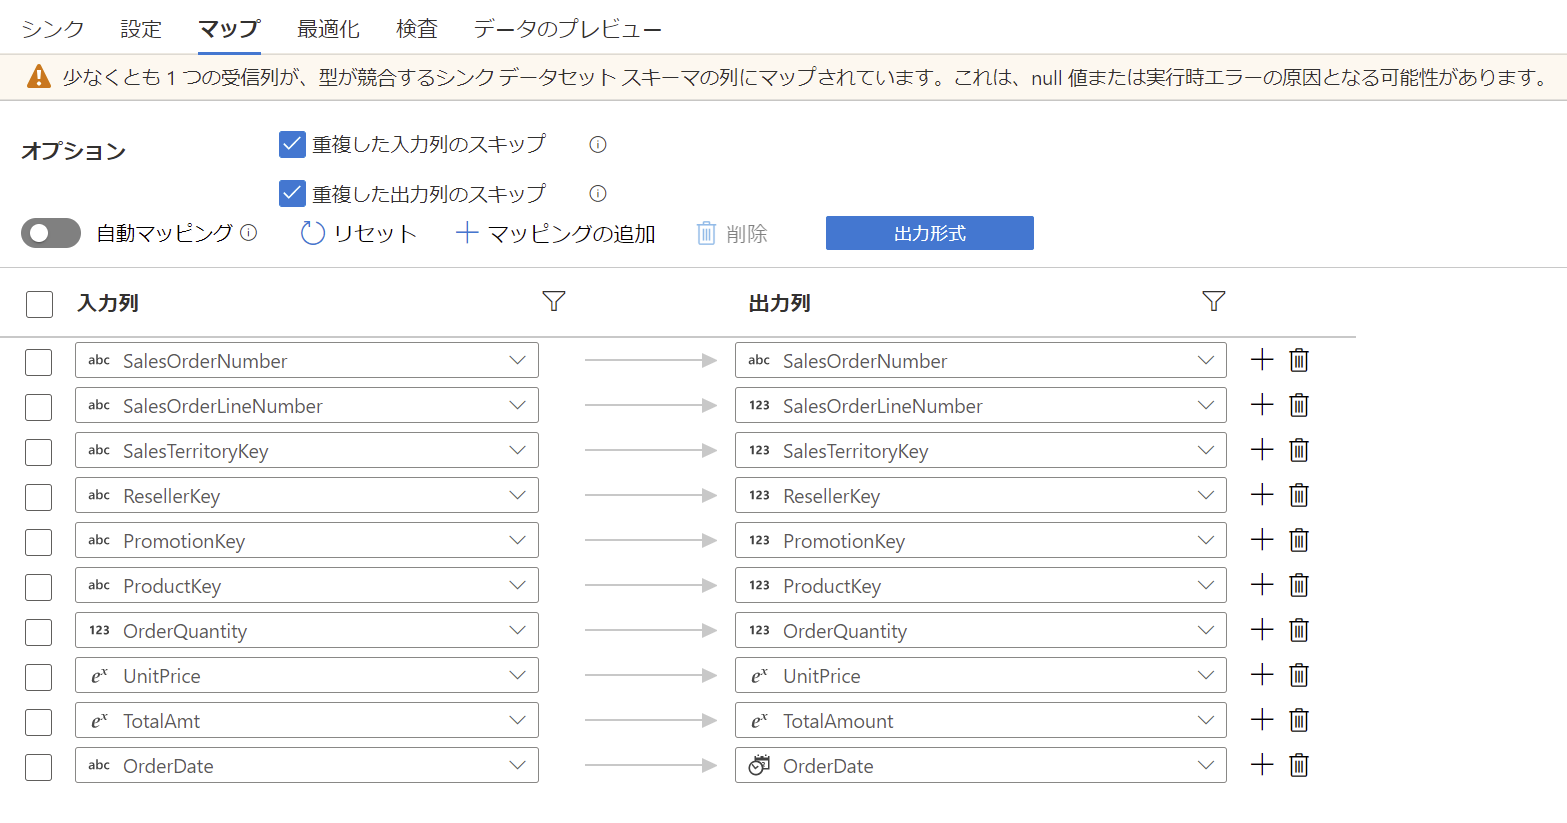 シンク 設定 マップ 最適化 検査 データのプレビュー
少なくとも 1 つの受信列が、型が競合するシンク データセット スキーマの列にマップされています。これは、null 値または実行時エラーの原因となる可能性があります。
オプション
重複した入力列のスキップ
重複した出力列のスキップ
自動マッピング リセット マッピングの追加 削除 出力形式
入力列 出力列
abc SalesOrderNumber abc SalesOrderNumber
abc SalesOrderLineNumber 123 SalesOrderLineNumber
abc SalesTerritoryKey 123 SalesTerritoryKey
abc ResellerKey 123 ResellerKey
abc PromotionKey 123 PromotionKey
abc ProductKey 123 ProductKey
123 OrderQuantity 123 OrderQuantity
eˣ UnitPrice eˣ UnitPrice
eˣ TotalAmt eˣ TotalAmount
abc OrderDate OrderDate